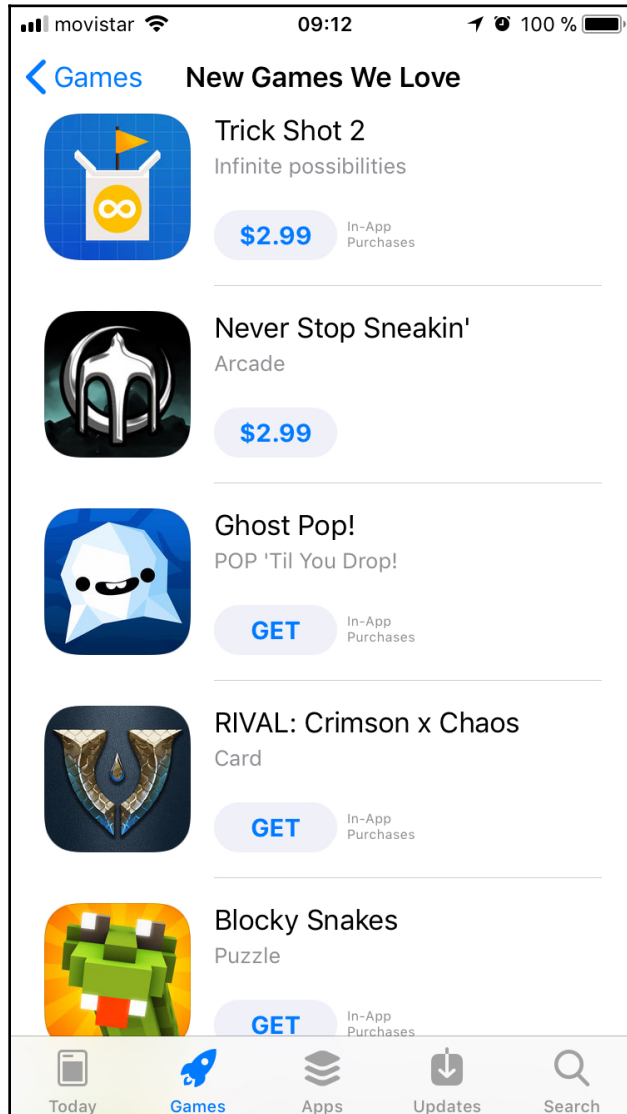 movistar 09:12 100 %
Games New Games We Love
Trick Shot 2
Infinite possibilities
$2.99 In-App
Purchases
Never Stop Sneakin'
Arcade
$2.99
Ghost Pop!
POP 'Til You Drop!
GET In-App
Purchases
RIVAL: Crimson x Chaos
Card
GET In-App
Purchases
Blocky Snakes
Puzzle
GET In-App
Purchases
Today Games Apps Updates Search